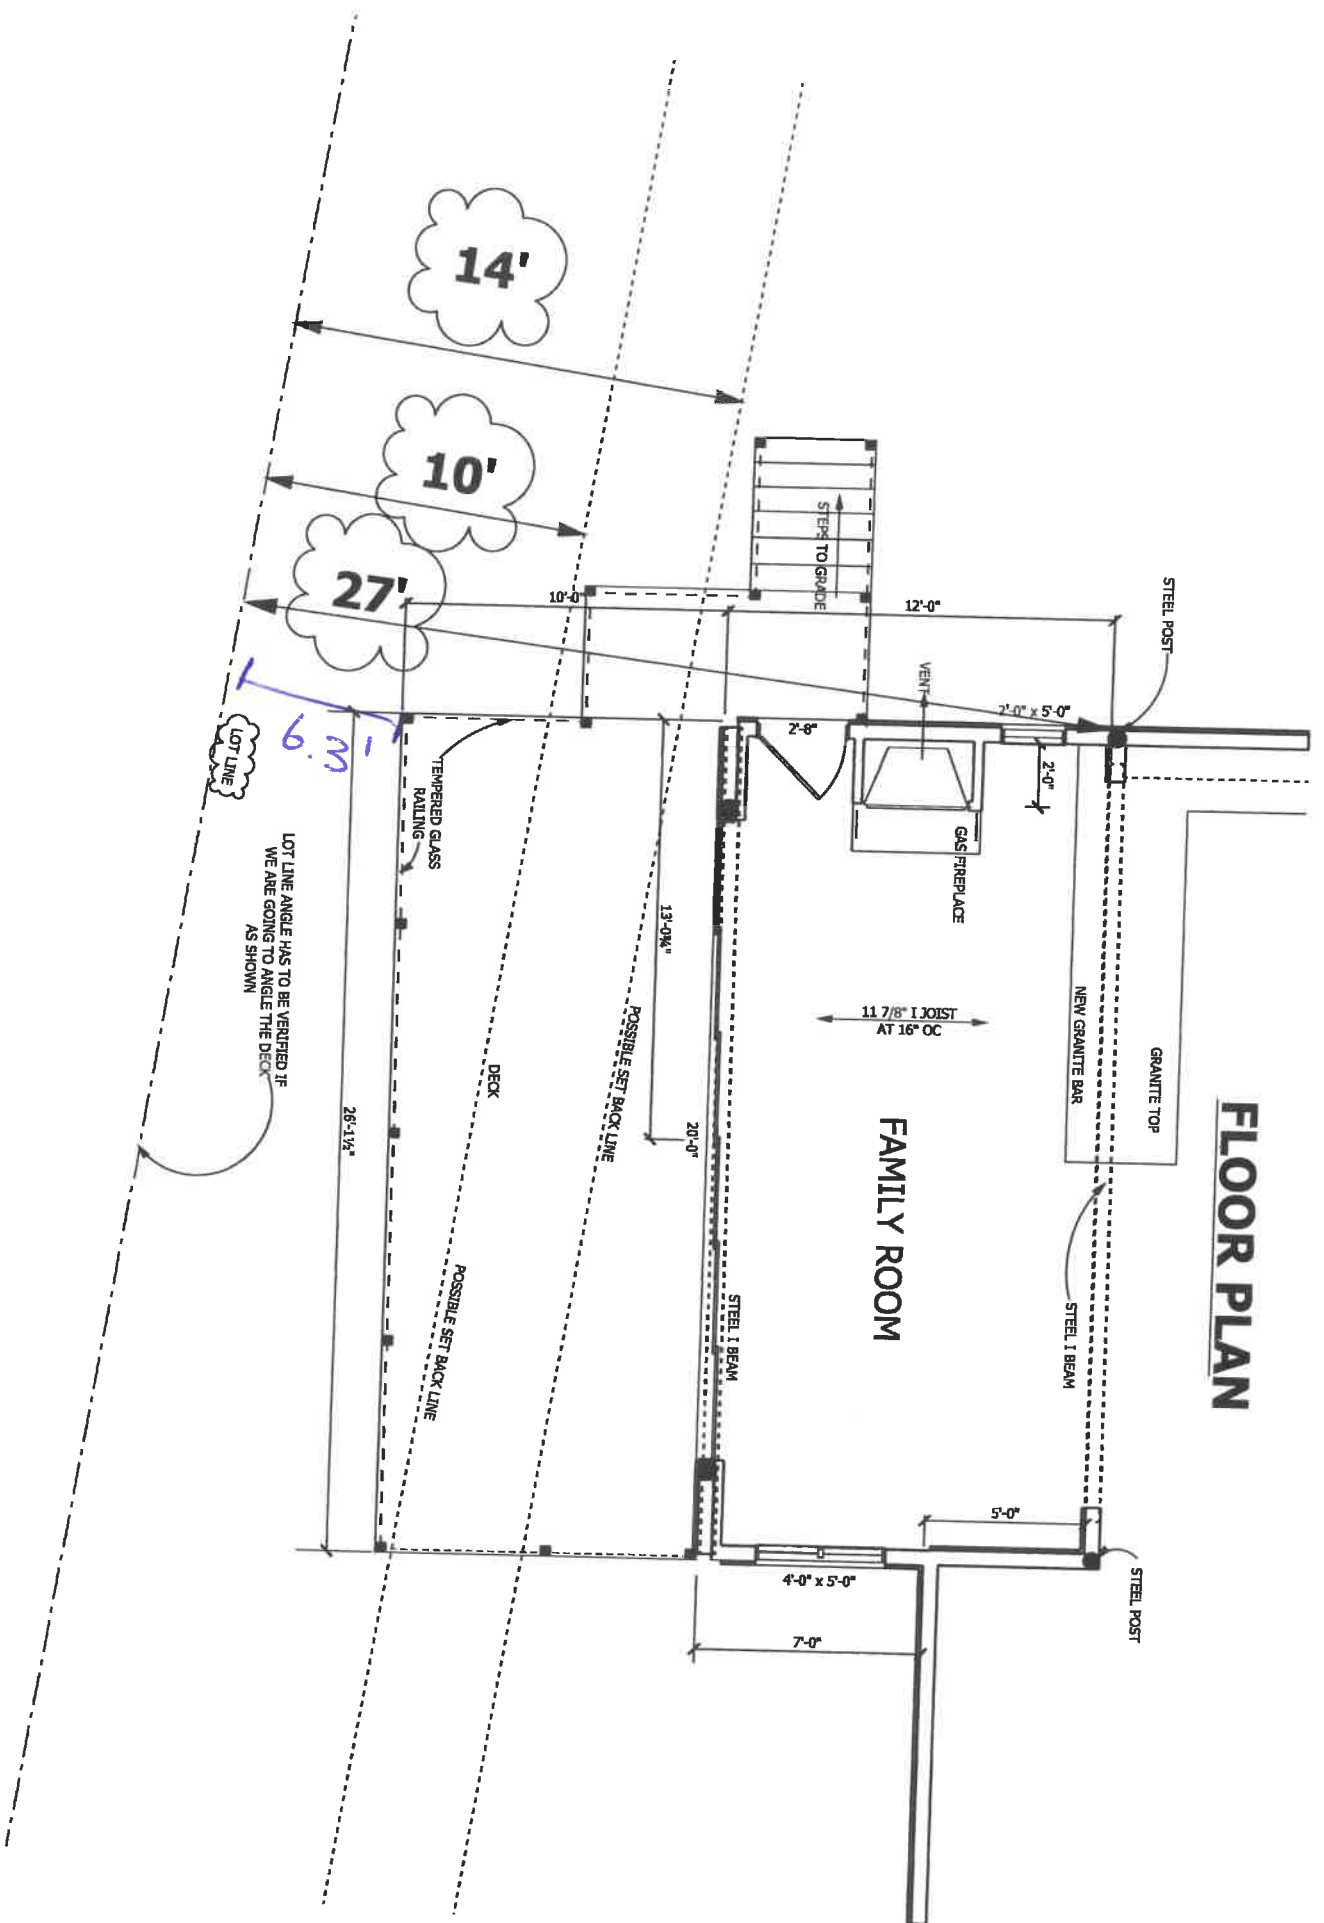 FLOOR PLAN
14'
10'
27'
6.3'
LOT LINE
LOT LINE ANGLE HAS TO BE VERIFIED IF
WE ARE GOING TO ANGLE THE DECK
AS SHOWN
STEPS TO GRADE
10'-0"
12'-0"
STEEL POST
VENT
2'-0" x 5'-0"
2'-8"
2'-0"
TEMPERED GLASS
RAILING
GAS FIREPLACE
13'-0¾"
11 7/8" I JOIST
AT 16" OC
NEW GRANITE BAR
GRANITE TOP
POSSIBLE SET BACK LINE
DECK
20'-0"
26'-1½"
FAMILY ROOM
STEEL I BEAM
STEEL I BEAM
POSSIBLE SET BACK LINE
5'-0"
4'-0" x 5'-0"
STEEL POST
7'-0"